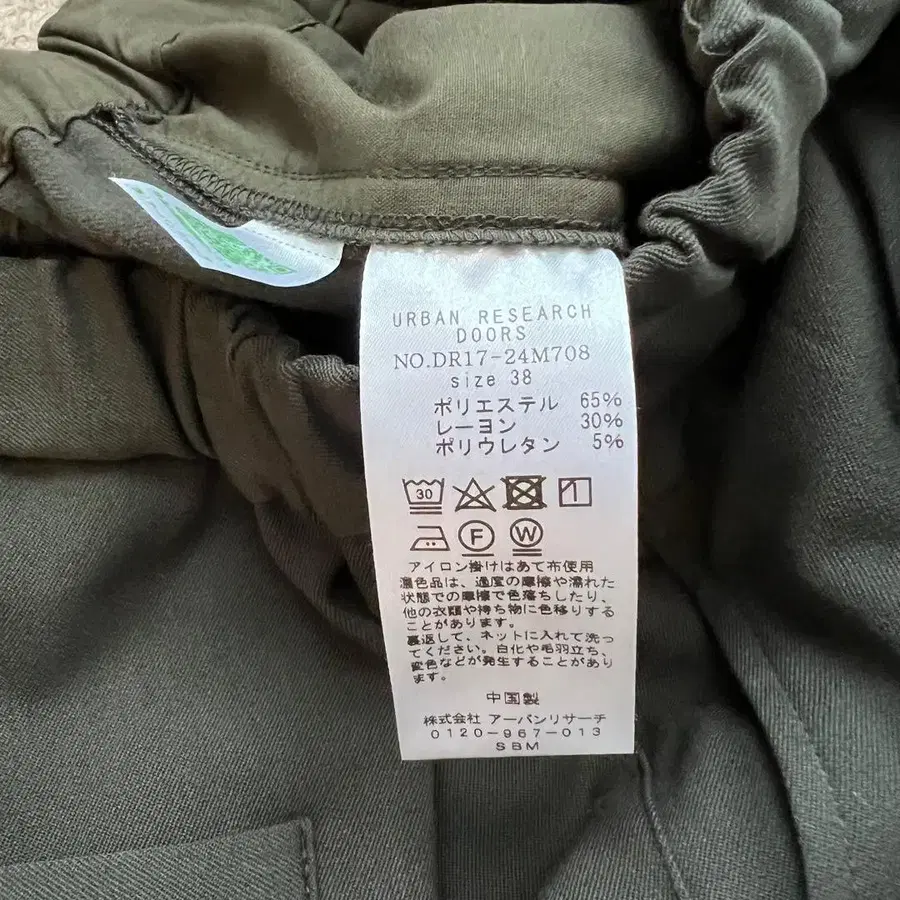 URBAN RESEARCH
DOORS
NO.DR17-24M708
size 38
ポリエステル 65%
レーヨン 30%
ポリウレタン 5%
30
F W
アイロン掛けはあて布使用
濃色品は、過度の摩擦や濡れた
状態での摩擦で色落ちしたり、
他の衣類や持ち物に色移りする
ことがあります。
裏返して、ネットに入れて洗っ
てください。白化や毛羽立ち、
変色などが発生することがあり
ます。
中国製
株式会社 アーバンリサーチ
0120-967-013
SBM